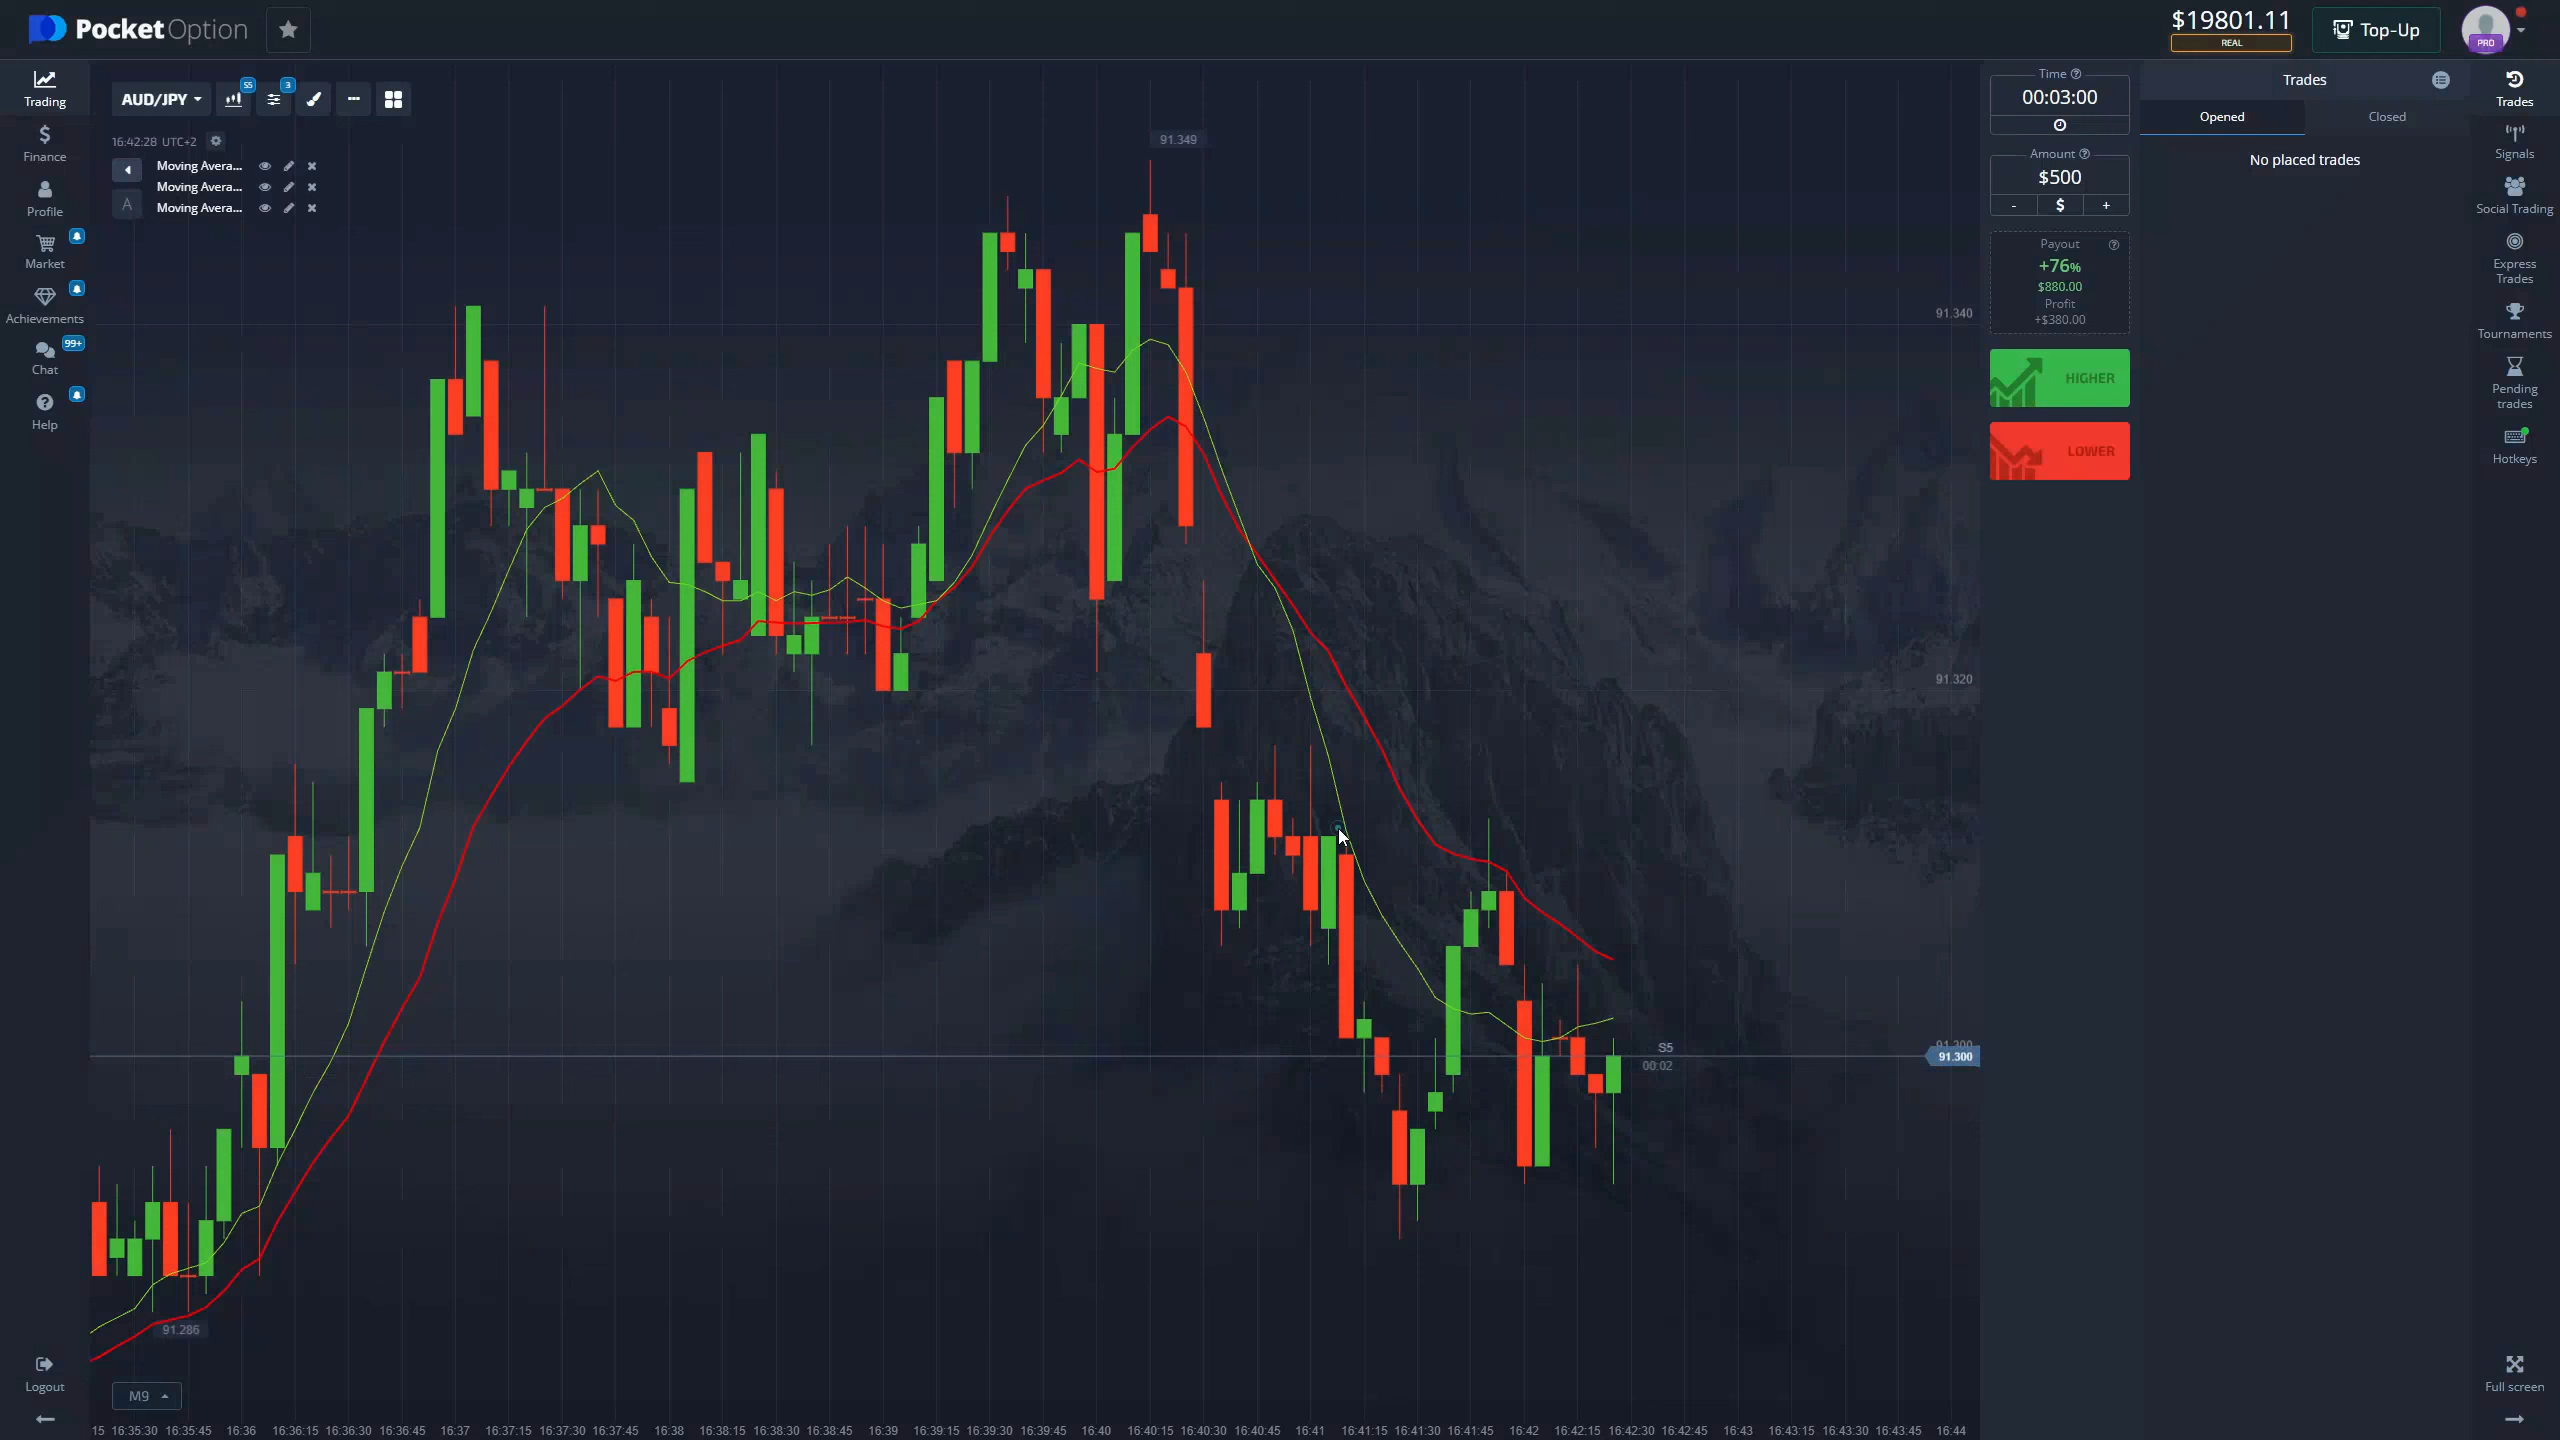 PocketOption
$19801.11
REAL
Top-Up
PRO
Trading
Finance
Profile
Market
Achievements
99+
Chat
Help
Logout
AUD/JPY
S5
3
16:42:28 UTC+2
Moving Avera...
Moving Avera...
Moving Avera...
A
91.349
91.340
91.320
91.300
91.300
S5
00:02
91.286
M9
15 16:35:30 16:35:45 16:36 16:36:15 16:36:30 16:36:45 16:37 16:37:15 16:37:30 16:37:45 16:38 16:38:15 16:38:30 16:38:45 16:39 16:39:15 16:39:30 16:39:45 16:40 16:40:15 16:40:30 16:40:45 16:41 16:41:15 16:41:30 16:41:45 16:42 16:42:15 16:42:30 16:42:45 16:43 16:43:15 16:43:30 16:43:45 16:44
Time
00:03:00
Amount
$500
- $ +
Payout
+76%
$880.00
Profit
+$380.00
HIGHER
LOWER
Trades
Opened
Closed
No placed trades
Trades
Signals
Social Trading
Express
Trades
Tournaments
Pending
trades
Hotkeys
Full screen